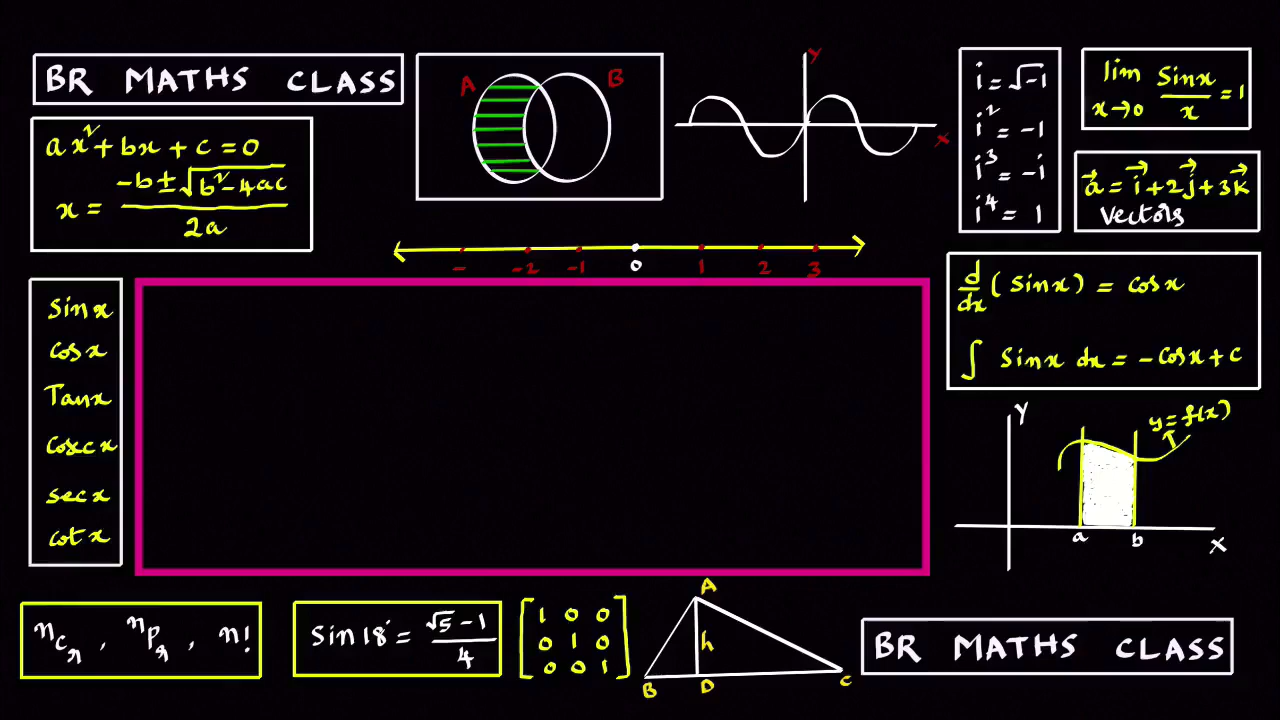 BR MATHS CLASS
ax² + bx + c = 0
x = (-b ± √(b² - 4ac)) / 2a
A B
Y
X
i = √-1
i² = -1
i³ = -i
i⁴ = 1
lim x→0 Sinx/x = 1
a⃗ = i⃗ + 2j⃗ + 3k⃗
Vectors
- -2 -1 0 1 2 3
Sinx
Cosx
Tanx
Cosecx
secx
cotx
d/dx (Sinx) = Cosx
∫ Sinx dx = -Cosx + c
Y
y = f(x)
a b
X
nCr , nPr , n!
Sin18° = (√5 - 1)/4
1 0 0
0 1 0
0 0 1
A
h
B D C
BR MATHS CLASS